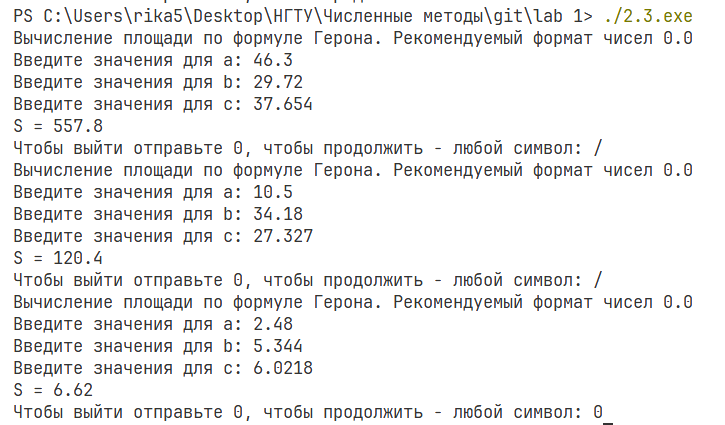 PS C:\Users\rika5\Desktop\НГТУ\Численные методы\git\lab 1> ./2.3.exe
Вычисление площади по формуле Герона. Рекомендуемый формат чисел 0.0
Введите значения для a: 46.3
Введите значения для b: 29.72
Введите значения для c: 37.654
S = 557.8
Чтобы выйти отправьте 0, чтобы продолжить - любой символ: /
Вычисление площади по формуле Герона. Рекомендуемый формат чисел 0.0
Введите значения для a: 10.5
Введите значения для b: 34.18
Введите значения для c: 27.327
S = 120.4
Чтобы выйти отправьте 0, чтобы продолжить - любой символ: /
Вычисление площади по формуле Герона. Рекомендуемый формат чисел 0.0
Введите значения для a: 2.48
Введите значения для b: 5.344
Введите значения для c: 6.0218
S = 6.62
Чтобы выйти отправьте 0, чтобы продолжить - любой символ: 0_